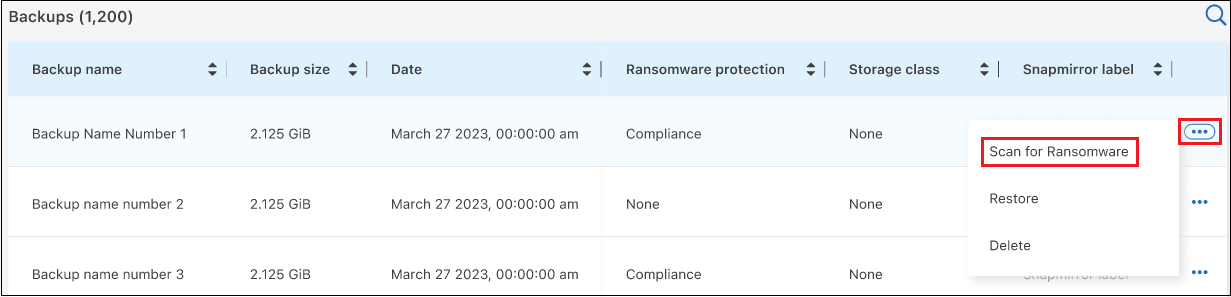 Backups (1,200)
Backup name Backup size Date Ransomware protection Storage class Snapmirror label
Backup Name Number 1 2.125 GiB March 27 2023, 00:00:00 am Compliance None
Scan for Ransomware
Backup name number 2 2.125 GiB March 27 2023, 00:00:00 am None None
Restore
Delete
Backup name number 3 2.125 GiB March 27 2023, 00:00:00 am Compliance None Snapmirror label